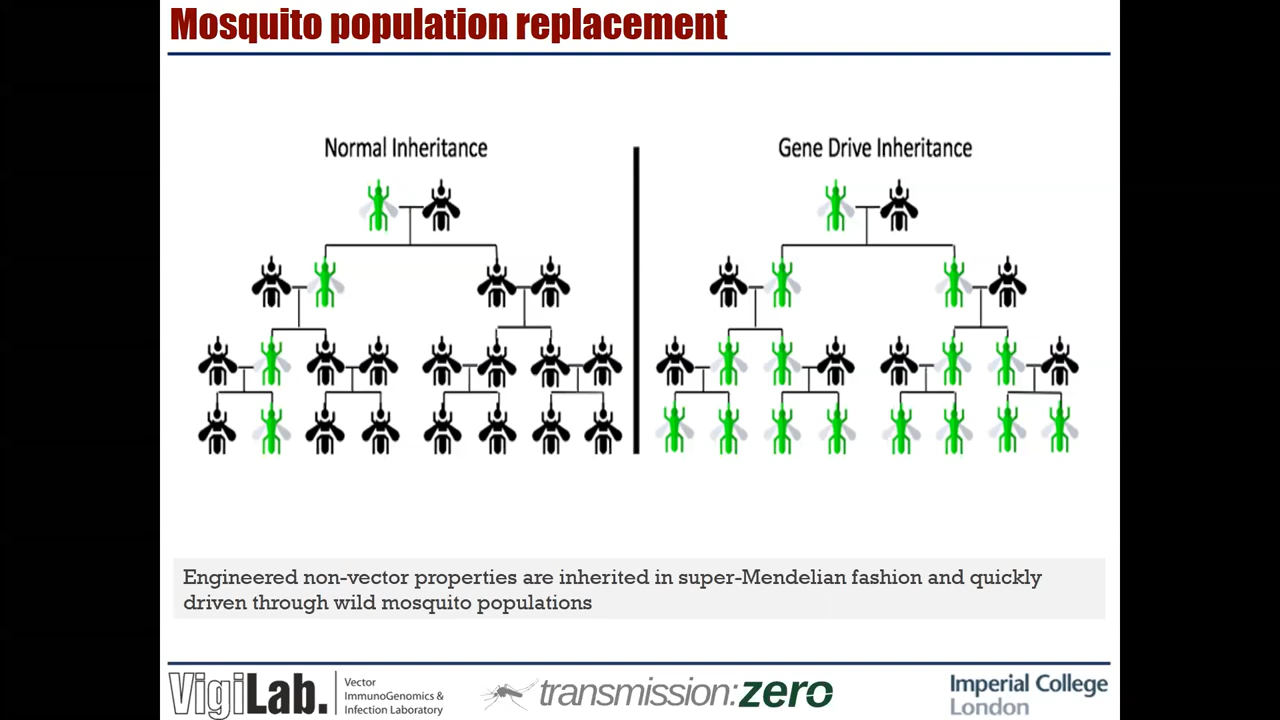 Mosquito population replacement
Normal Inheritance
Gene Drive Inheritance
Engineered non-vector properties are inherited in super-Mendelian fashion and quickly
driven through wild mosquito populations
VigiLab.
Vector
ImmunoGenomics &
Infection Laboratory
transmission:zero
Imperial College
London